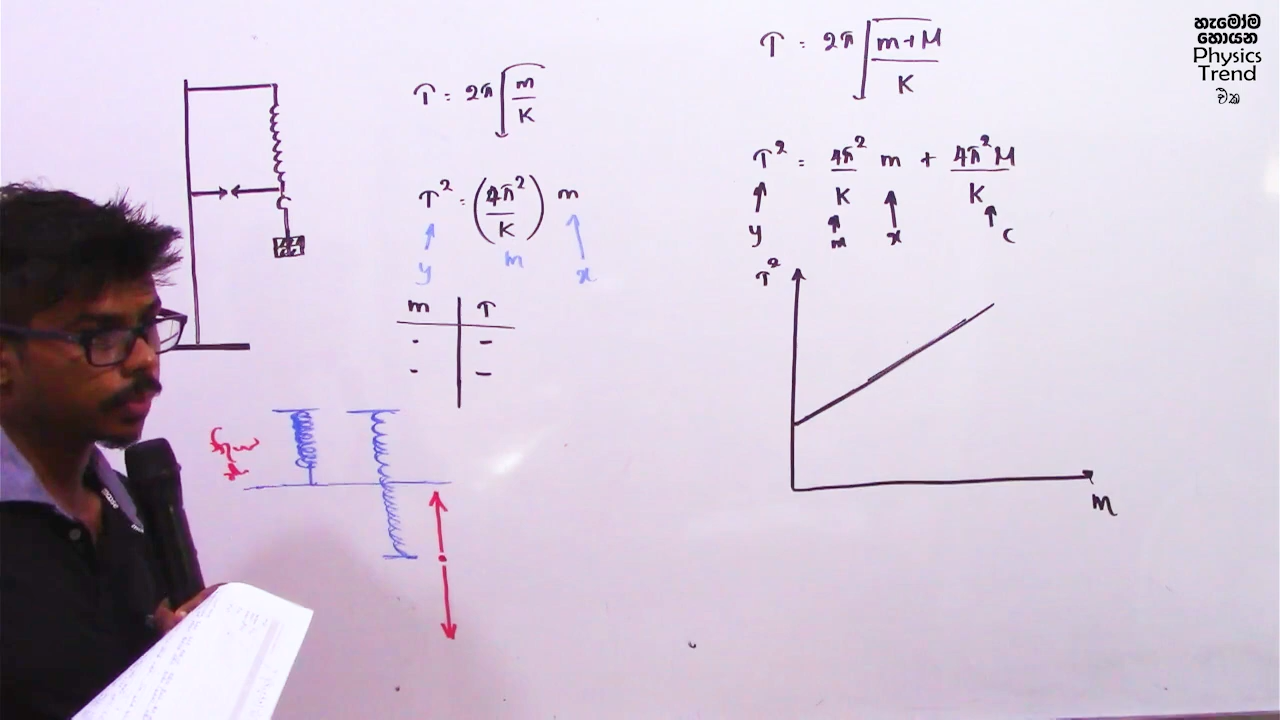 T = 2π√(m/K)
T² = (4π²/K) m
y m x
m T
- -
- -
T = 2π√((m+M)/K)
T² = 4π²/K m + 4π²M/K
y m x c
T²
m
හැමෝම
හොයන
Physics
Trend
එක